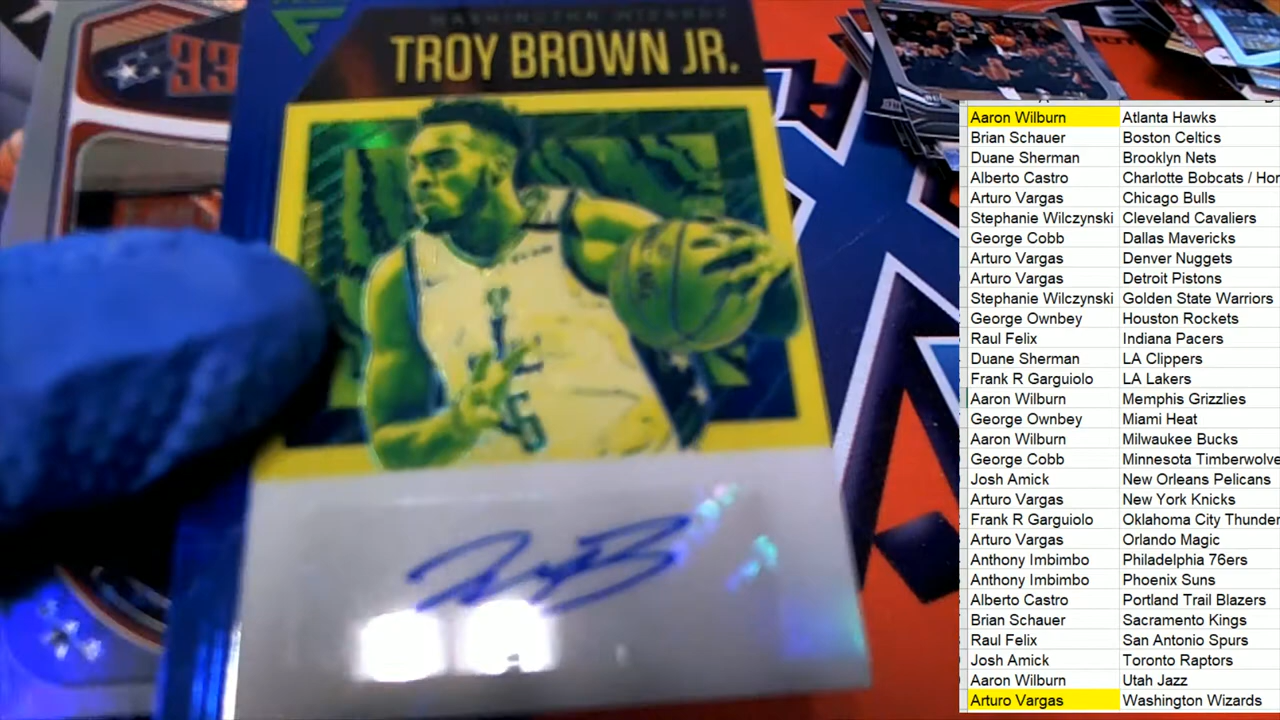 WASHINGTON WIZARDS
TROY BROWN JR.
33
Aaron Wilburn Atlanta Hawks
Brian Schauer Boston Celtics
Duane Sherman Brooklyn Nets
Alberto Castro Charlotte Bobcats / Hor
Arturo Vargas Chicago Bulls
Stephanie Wilczynski Cleveland Cavaliers
George Cobb Dallas Mavericks
Arturo Vargas Denver Nuggets
Arturo Vargas Detroit Pistons
Stephanie Wilczynski Golden State Warriors
George Ownbey Houston Rockets
Raul Felix Indiana Pacers
Duane Sherman LA Clippers
Frank R Garguiolo LA Lakers
Aaron Wilburn Memphis Grizzlies
George Ownbey Miami Heat
Aaron Wilburn Milwaukee Bucks
George Cobb Minnesota Timberwolve
Josh Amick New Orleans Pelicans
Arturo Vargas New York Knicks
Frank R Garguiolo Oklahoma City Thunder
Arturo Vargas Orlando Magic
Anthony Imbimbo Philadelphia 76ers
Anthony Imbimbo Phoenix Suns
Alberto Castro Portland Trail Blazers
Brian Schauer Sacramento Kings
Raul Felix San Antonio Spurs
Josh Amick Toronto Raptors
Aaron Wilburn Utah Jazz
Arturo Vargas Washington Wizards